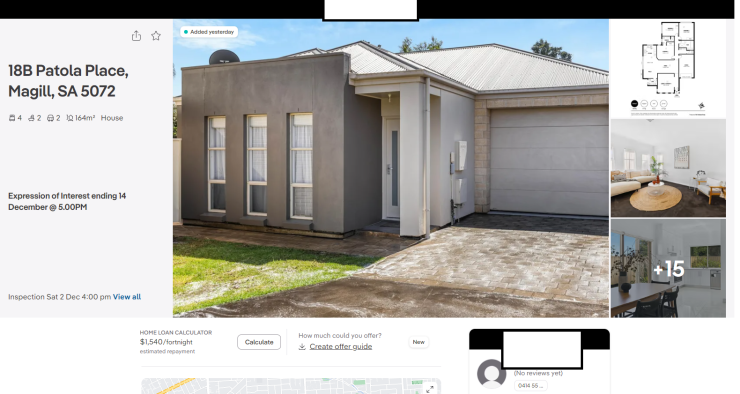 Added yesterday
18B Patola Place,
Magill, SA 5072
4 2 2 164m² House
Expression of Interest ending 14
December @ 5.00PM
Inspection Sat 2 Dec 4:00 pm View all
+15
HOME LOAN CALCULATOR
$1,540/fortnight
estimated repayment
Calculate
How much could you offer?
Create offer guide
New
(No reviews yet)
0414 55 ...